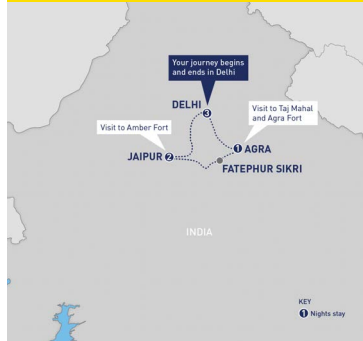 Your journey begins
and ends in Delhi
DELHI
3
Visit to Taj Mahal
and Agra Fort
Visit to Amber Fort
1 AGRA
JAIPUR 2
FATEPHUR SIKRI
INDIA
KEY
1 Nights stay